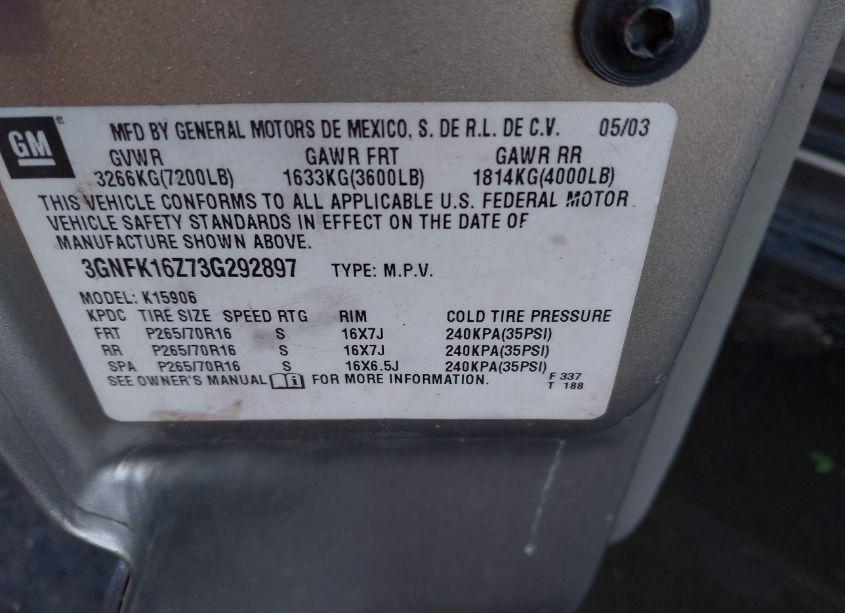 GM
MFD BY GENERAL MOTORS DE MEXICO, S. DE R.L. DE C.V. 05/03
GVWR GAWR FRT GAWR RR
3266KG(7200LB) 1633KG(3600LB) 1814KG(4000LB)
THIS VEHICLE CONFORMS TO ALL APPLICABLE U.S. FEDERAL MOTOR
VEHICLE SAFETY STANDARDS IN EFFECT ON THE DATE OF
MANUFACTURE SHOWN ABOVE.
3GNFK16Z73G292897 TYPE: M.P.V.
MODEL: K15906
KPDC TIRE SIZE SPEED RTG RIM COLD TIRE PRESSURE
FRT P265/70R16 S 16X7J 240KPA(35PSI)
RR P265/70R16 S 16X7J 240KPA(35PSI)
SPA P265/70R16 S 16X6.5J 240KPA(35PSI)
SEE OWNER'S MANUAL FOR MORE INFORMATION. F 337
T 188